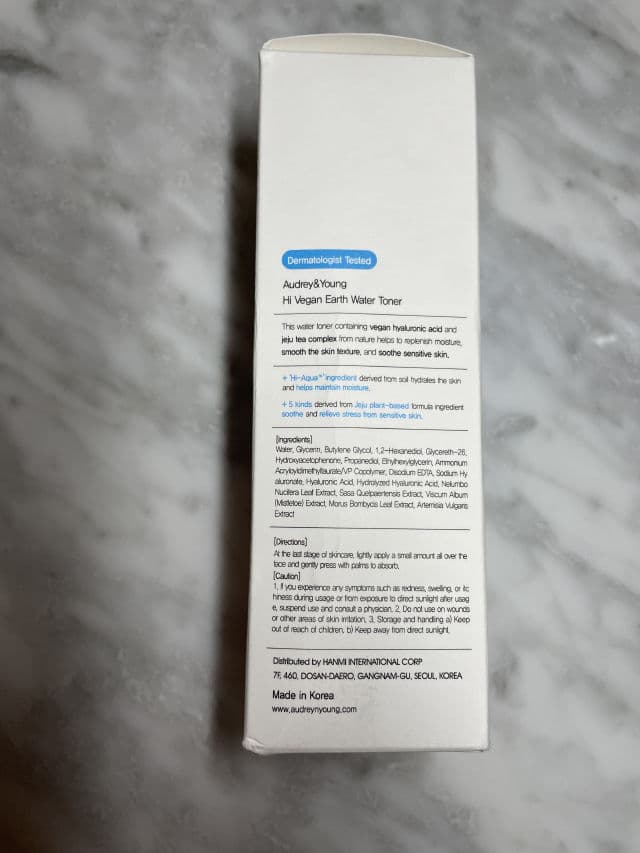 Dermatologist Tested
Audrey&Young
Hi Vegan Earth Water Toner
This water toner containing vegan hyaluronic acid and
jeju tea complex from nature helps to replenish moisture,
smooth the skin texture, and soothe sensitive skin.
+ 'Hi-Aqua™' ingredient derived from soil hydrates the skin
and helps maintain moisture.
+ 5 kinds derived from Jeju plant-based formula ingredient
soothe and relieve stress from sensitive skin.
[Ingredients]
Water, Glycerin, Butylene Glycol, 1,2-Hexanediol, Glycereth-26,
Hydroxyacetophenone, Propanediol, Ethylhexylglycerin, Ammonium
Acryloyldimethyltaurate/VP Copolymer, Disodium EDTA, Sodium Hy
aluronate, Hyaluronic Acid, Hydrolyzed Hyaluronic Acid, Nelumbo
Nucifera Leaf Extract, Sasa Quelpaertensis Extract, Viscum Album
(Mistletoe) Extract, Morus Bombycis Leaf Extract, Artemisia Vulgaris
Extract
[Directions]
At the last stage of skincare, lightly apply a small amount all over the
face and gently press with palms to absorb.
[Caution]
1. If you experience any symptoms such as redness, swelling, or itc
hiness during usage or from exposure to direct sunlight after usag
e, suspend use and consult a physician. 2. Do not use on wounds
or other areas of skin irritation. 3. Storage and handling a) Keep
out of reach of children. b) Keep away from direct sunlight.
Distributed by HANMI INTERNATIONAL CORP
7F, 460, DOSAN-DAERO, GANGNAM-GU, SEOUL, KOREA
Made in Korea
www.audreynyoung.com